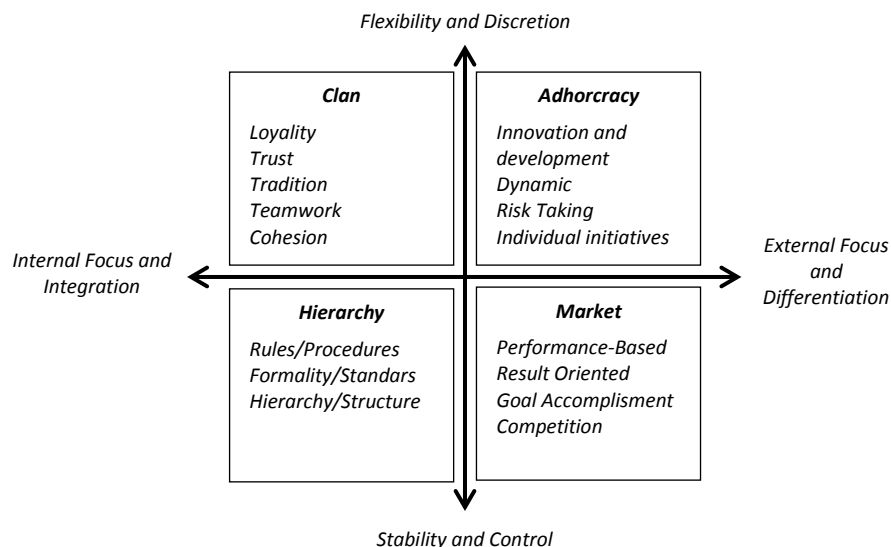 Flexibility and Discretion
Clan
Loyality
Trust
Tradition
Teamwork
Cohesion
Adhorcracy
Innovation and
development
Dynamic
Risk Taking
Individual initiatives
Internal Focus and
Integration
External Focus
and
Differentiation
Hierarchy
Rules/Procedures
Formality/Standars
Hierarchy/Structure
Market
Performance-Based
Result Oriented
Goal Accomplisment
Competition
Stability and Control